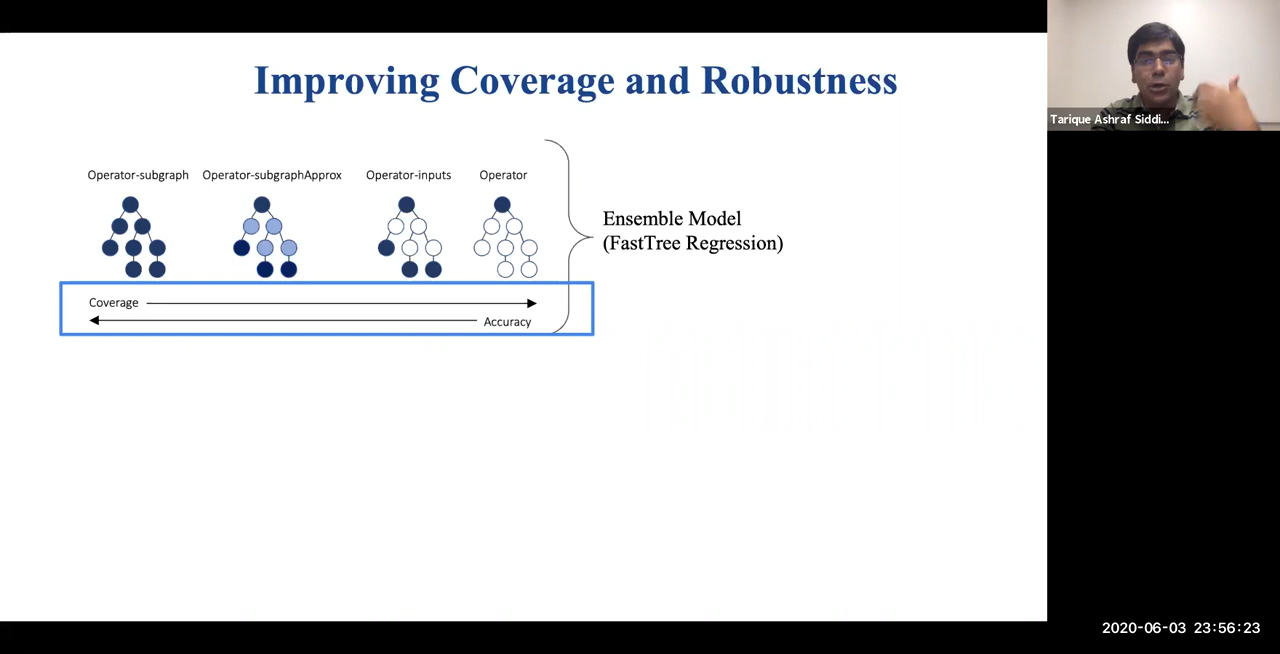 Improving Coverage and Robustness
Tarique Ashraf Siddi...
Operator-subgraph
Operator-subgraphApprox
Operator-inputs
Operator
Ensemble Model
(FastTree Regression)
Coverage
Accuracy
2020-06-03 23:56:23